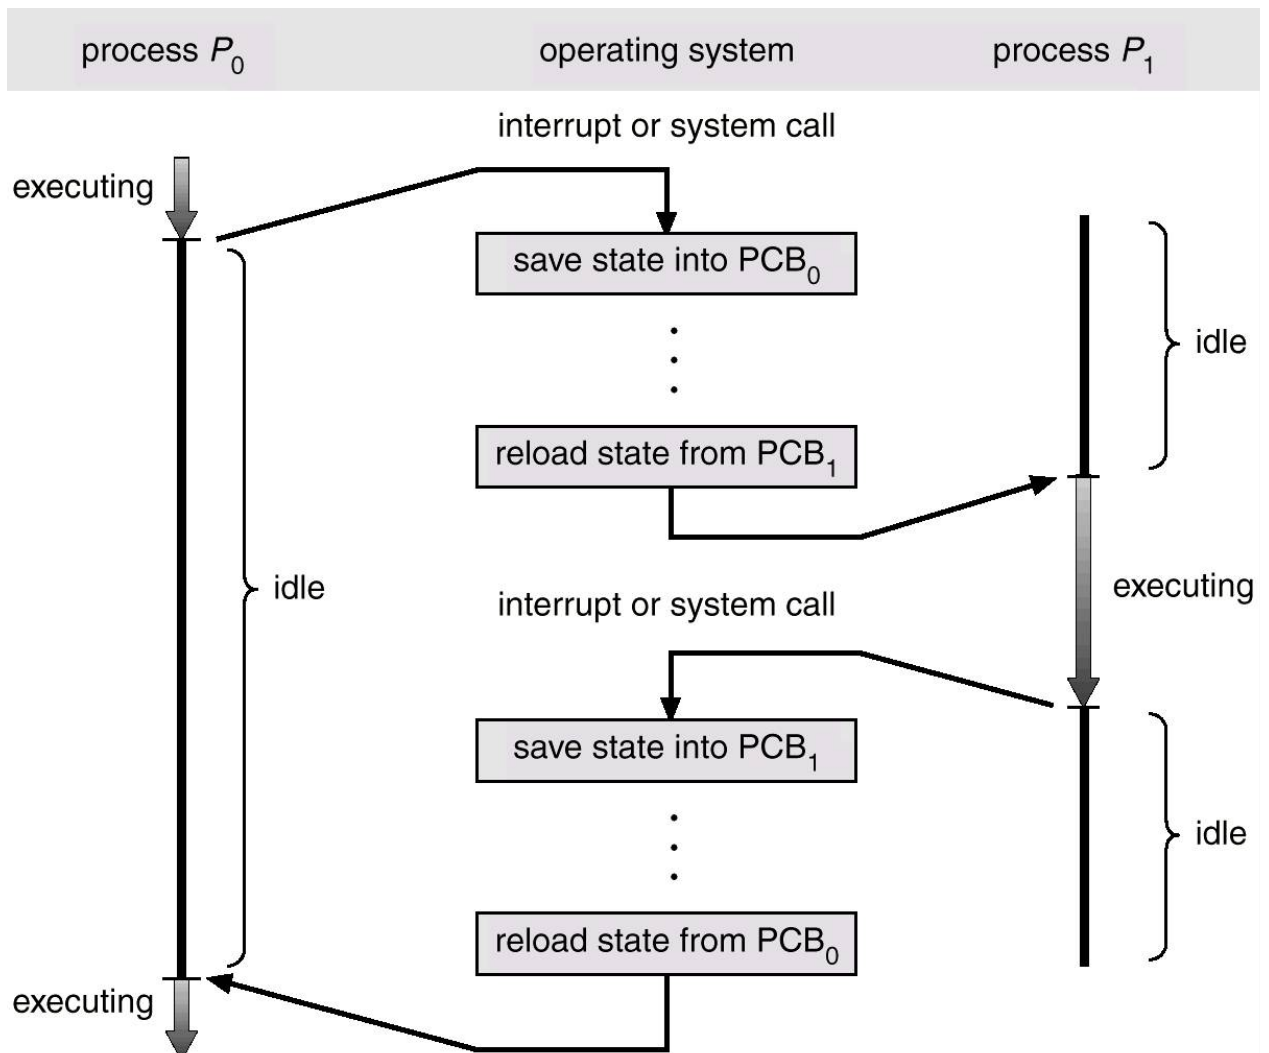 process P0 operating system process P1
interrupt or system call
executing
save state into PCB0
idle
reload state from PCB1
idle
executing
interrupt or system call
save state into PCB1
idle
reload state from PCB0
executing